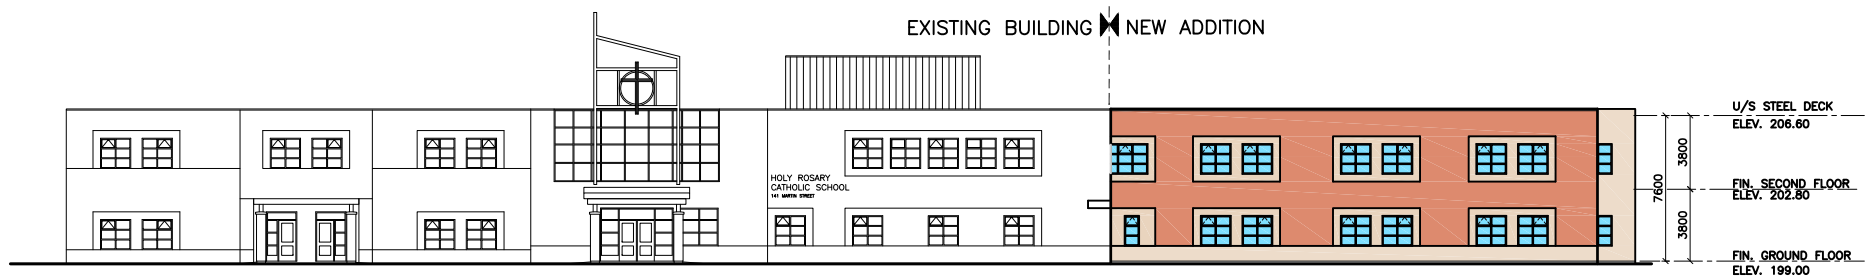 EXISTING BUILDING NEW ADDITION
HOLY ROSARY
CATHOLIC SCHOOL
141 MARTIN STREET
U/S STEEL DECK
ELEV. 206.60
3800
7600
FIN. SECOND FLOOR
ELEV. 202.80
3800
FIN. GROUND FLOOR
ELEV. 199.00